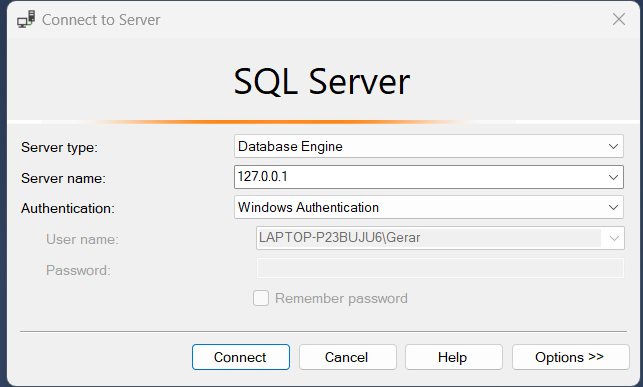 Connect to Server
SQL Server
Server type: Database Engine
Server name: 127.0.0.1
Authentication: Windows Authentication
User name: LAPTOP-P23BUJU6\Gerar
Password:
Remember password
Connect Cancel Help Options >>